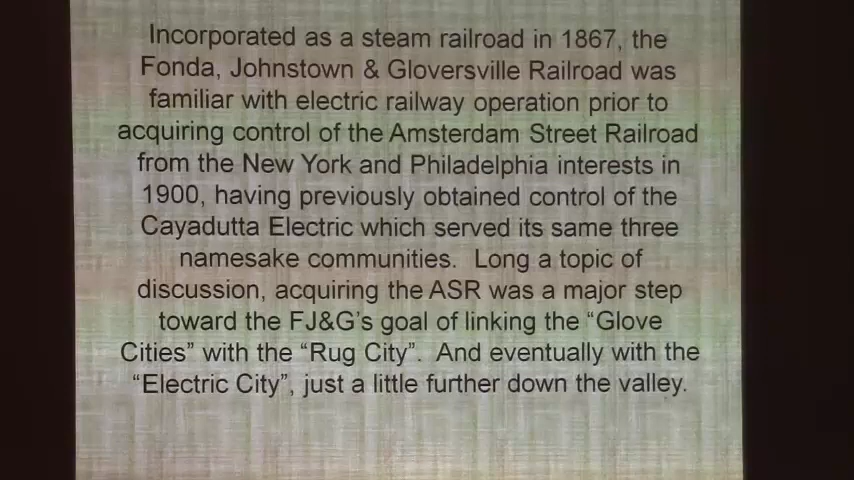 Incorporated as a steam railroad in 1867, the
Fonda, Johnstown & Gloversville Railroad was
familiar with electric railway operation prior to
acquiring control of the Amsterdam Street Railroad
from the New York and Philadelphia interests in
1900, having previously obtained control of the
Cayadutta Electric which served its same three
namesake communities.  Long a topic of
discussion, acquiring the ASR was a major step
toward the FJ&G’s goal of linking the “Glove
Cities” with the “Rug City”.  And eventually with the
“Electric City”, just a little further down the valley.